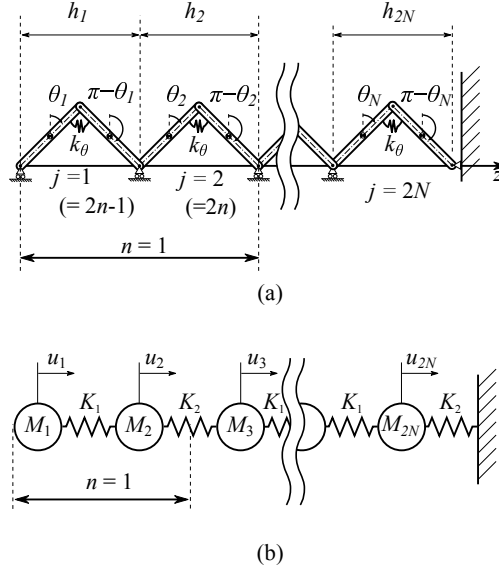 h₁ h₂ h₂N
θ₁ π−θ₁ θ₂ π−θ₂ θN π−θN
kθ kθ kθ
j = 1 j = 2 j = 2N z
(= 2n-1) (=2n)
n = 1
(a)
u₁ u₂ u₃ u₂N
K₁ K₂ K₁ K₁ K₂
M₁ M₂ M₃ M₂N
n = 1
(b)